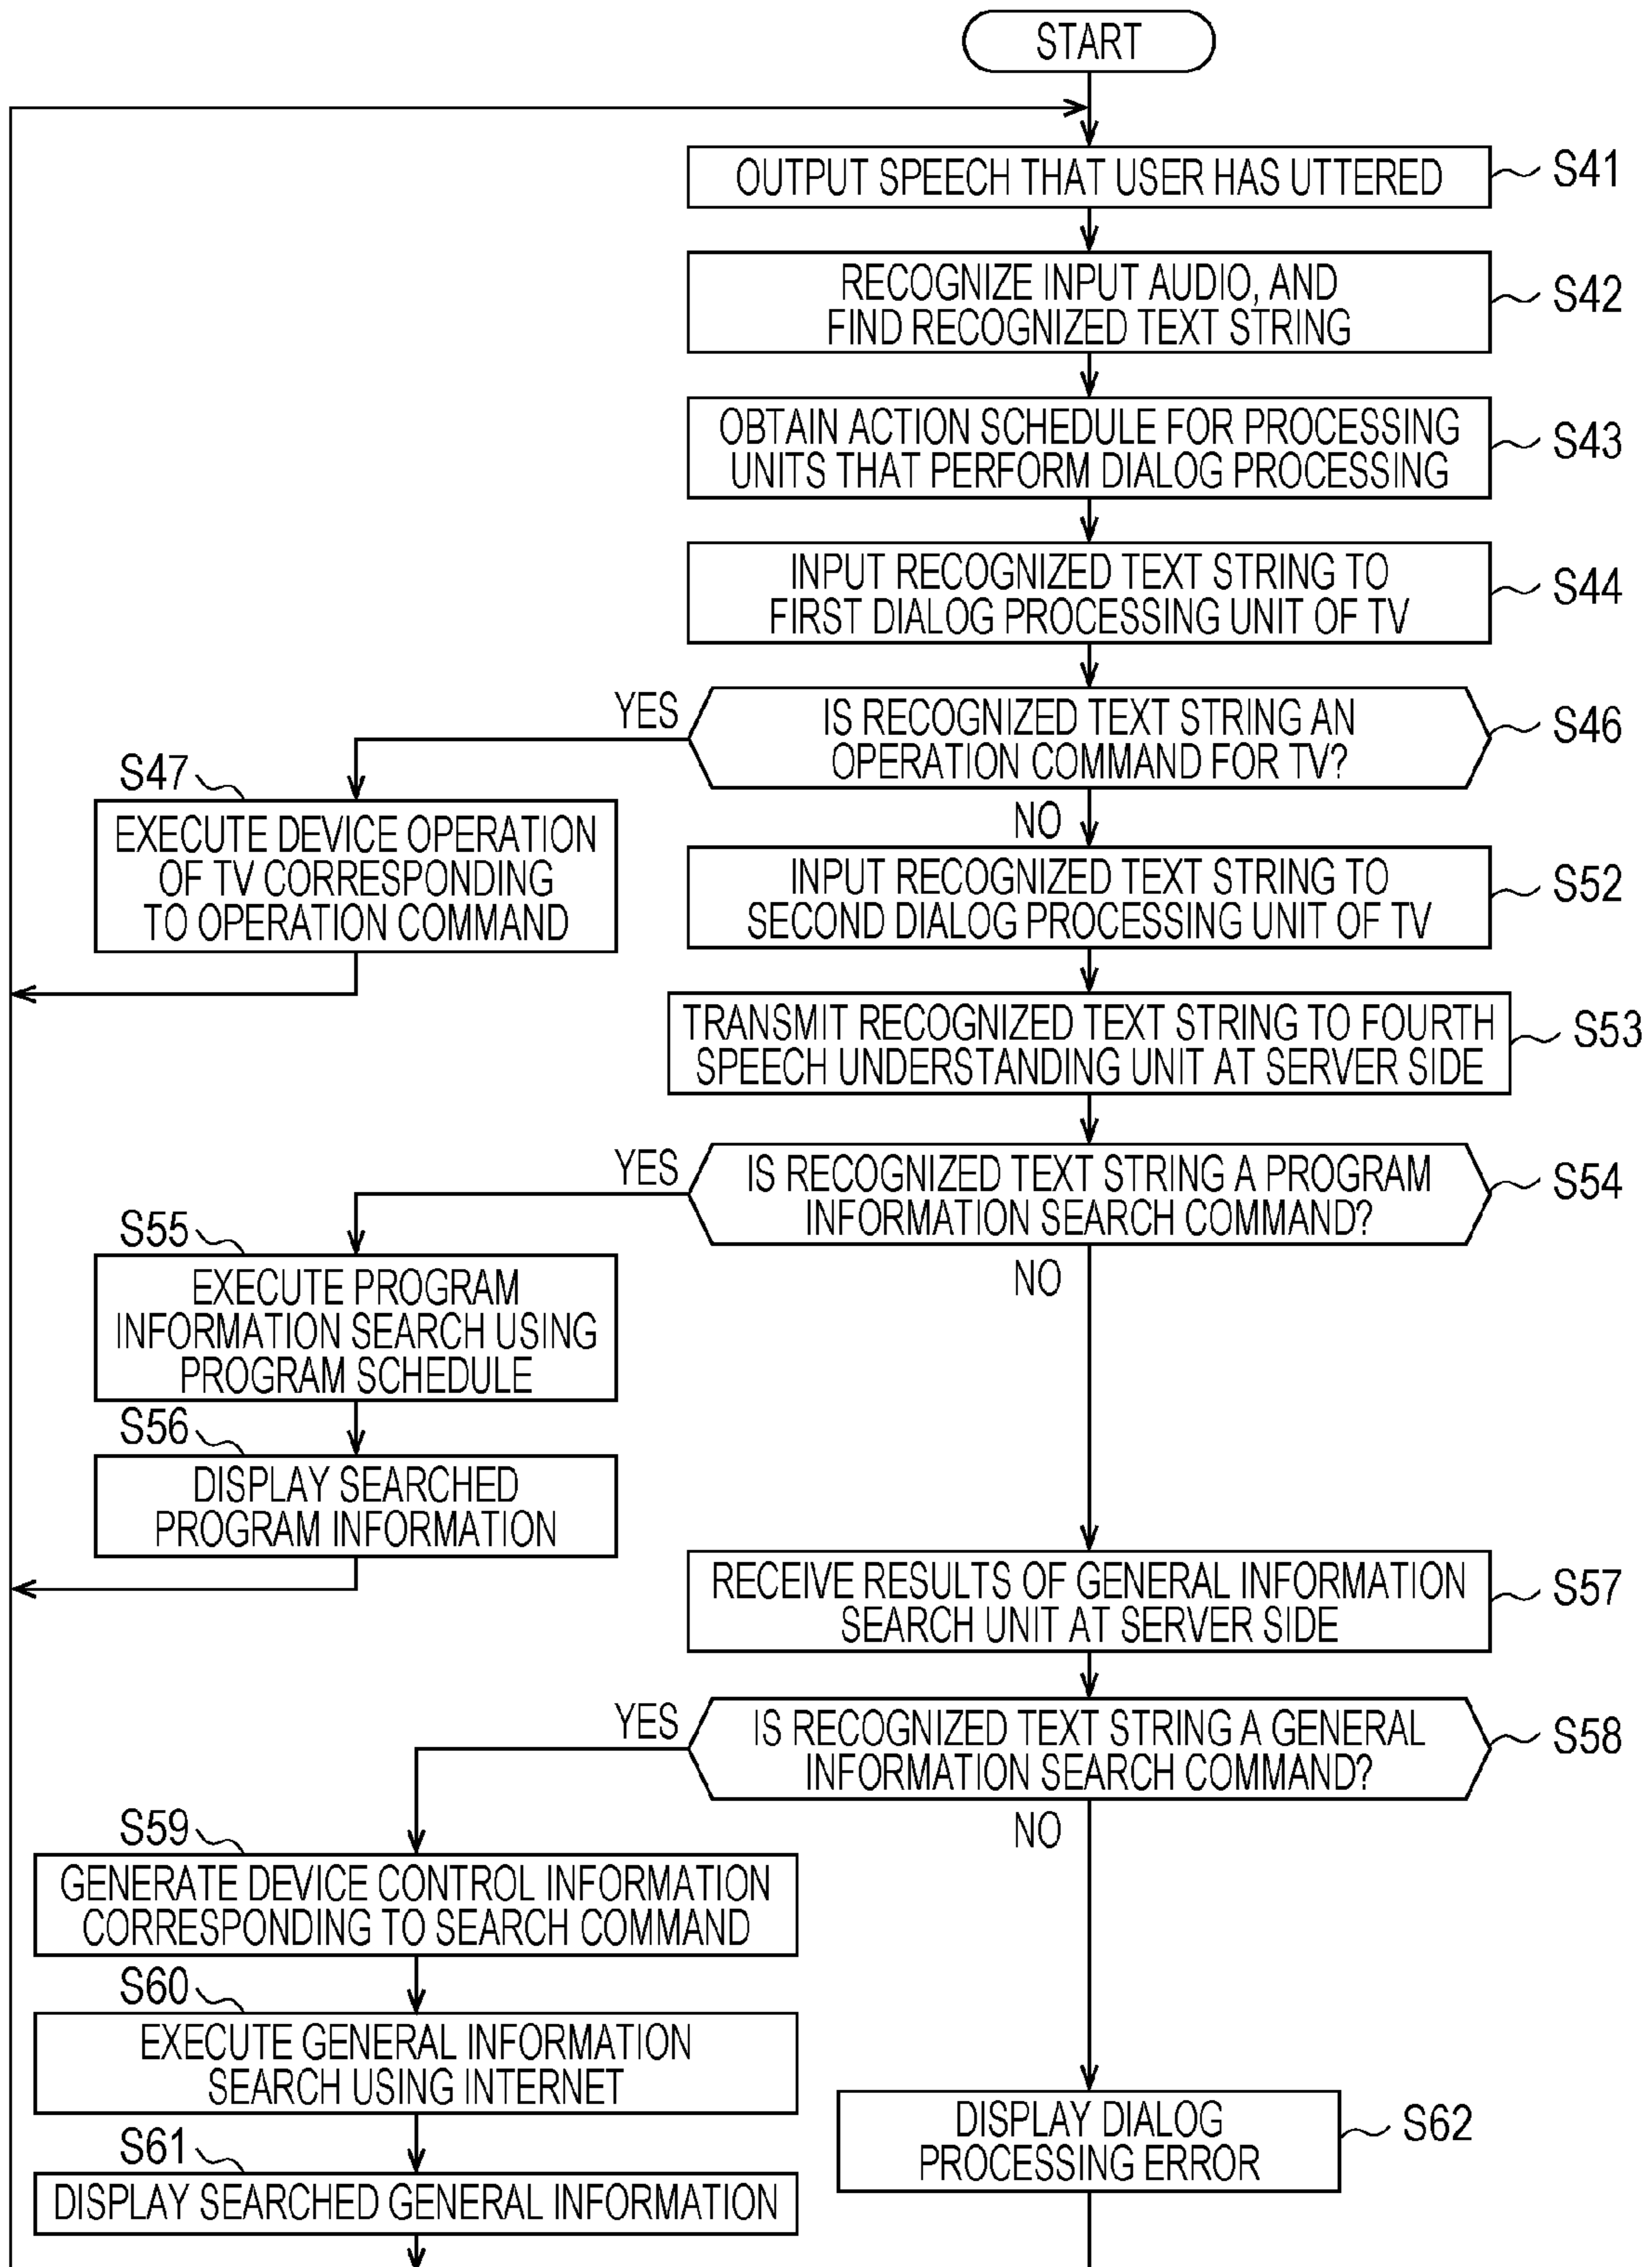 START
OUTPUT SPEECH THAT USER HAS UTTERED
S41
RECOGNIZE INPUT AUDIO, AND
FIND RECOGNIZED TEXT STRING
S42
OBTAIN ACTION SCHEDULE FOR PROCESSING
UNITS THAT PERFORM DIALOG PROCESSING
S43
INPUT RECOGNIZED TEXT STRING TO
FIRST DIALOG PROCESSING UNIT OF TV
S44
YES
IS RECOGNIZED TEXT STRING AN
OPERATION COMMAND FOR TV?
S46
S47
EXECUTE DEVICE OPERATION
OF TV CORRESPONDING
TO OPERATION COMMAND
NO
INPUT RECOGNIZED TEXT STRING TO
SECOND DIALOG PROCESSING UNIT OF TV
S52
TRANSMIT RECOGNIZED TEXT STRING TO FOURTH
SPEECH UNDERSTANDING UNIT AT SERVER SIDE
S53
YES
IS RECOGNIZED TEXT STRING A PROGRAM
INFORMATION SEARCH COMMAND?
S54
S55
EXECUTE PROGRAM
INFORMATION SEARCH USING
PROGRAM SCHEDULE
NO
S56
DISPLAY SEARCHED
PROGRAM INFORMATION
RECEIVE RESULTS OF GENERAL INFORMATION
SEARCH UNIT AT SERVER SIDE
S57
YES
IS RECOGNIZED TEXT STRING A GENERAL
INFORMATION SEARCH COMMAND?
S58
NO
S59
GENERATE DEVICE CONTROL INFORMATION
CORRESPONDING TO SEARCH COMMAND
S60
EXECUTE GENERAL INFORMATION
SEARCH USING INTERNET
S61
DISPLAY SEARCHED GENERAL INFORMATION
DISPLAY DIALOG
PROCESSING ERROR
S62